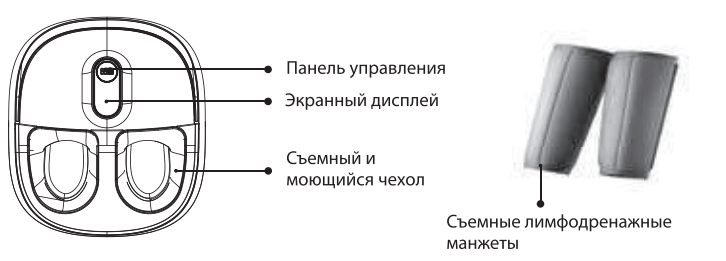 Панель управления
Экранный дисплей
Съемный и
моющийся чехол
Съемные лимфодренажные
манжеты